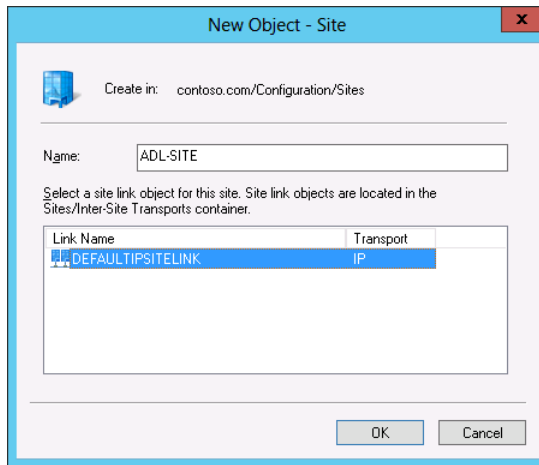 New Object - Site
x
Create in: contoso.com/Configuration/Sites
Name: ADL-SITE
Select a site link object for this site. Site link objects are located in the
Sites/Inter-Site Transports container.
Link Name Transport
DEFAULTIPSITELINK IP
OK Cancel